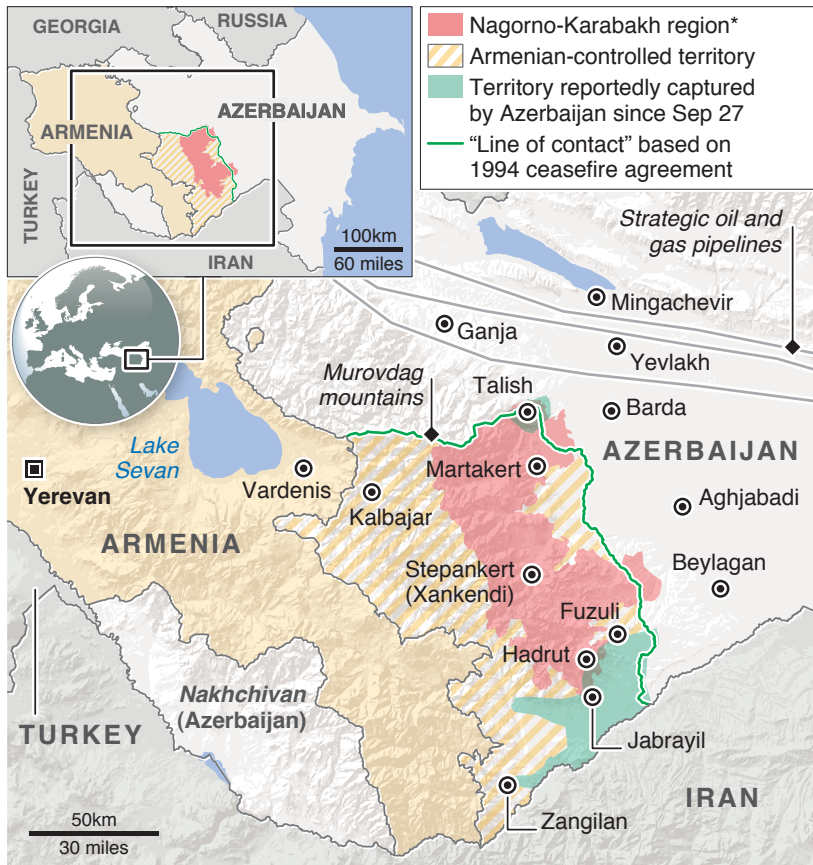 GEORGIA
RUSSIA
AZERBAIJAN
ARMENIA
TURKEY
IRAN
100km
60 miles
Nagorno-Karabakh region*
Armenian-controlled territory
Territory reportedly captured
by Azerbaijan since Sep 27
“Line of contact” based on
1994 ceasefire agreement
Strategic oil and
gas pipelines
Mingachevir
Ganja
Yevlakh
Murovdag
mountains
Talish
Barda
Lake
Sevan
AZERBAIJAN
Yerevan
Vardenis
Martakert
Kalbajar
Aghjabadi
ARMENIA
Stepankert
(Xankendi)
Beylagan
Fuzuli
Hadrut
Nakhchivan
(Azerbaijan)
TURKEY
Jabrayil
IRAN
Zangilan
50km
30 miles